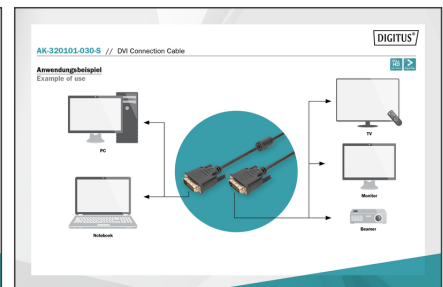 DIGITUS®
AK-320101-030-S // DVI Connection Cable
Anwendungsbeispiel
Example of use
PC
Notebook
TV
Monitor
Beamer